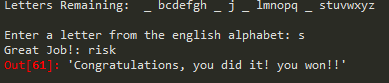 Letters Remaining:  _ bcdefgh _ j _ lmnopq _ stuvwxyz
Enter a letter from the english alphabet: s
Great Job!: risk
Out[61]: 'Congratulations, you did it! you won!!'